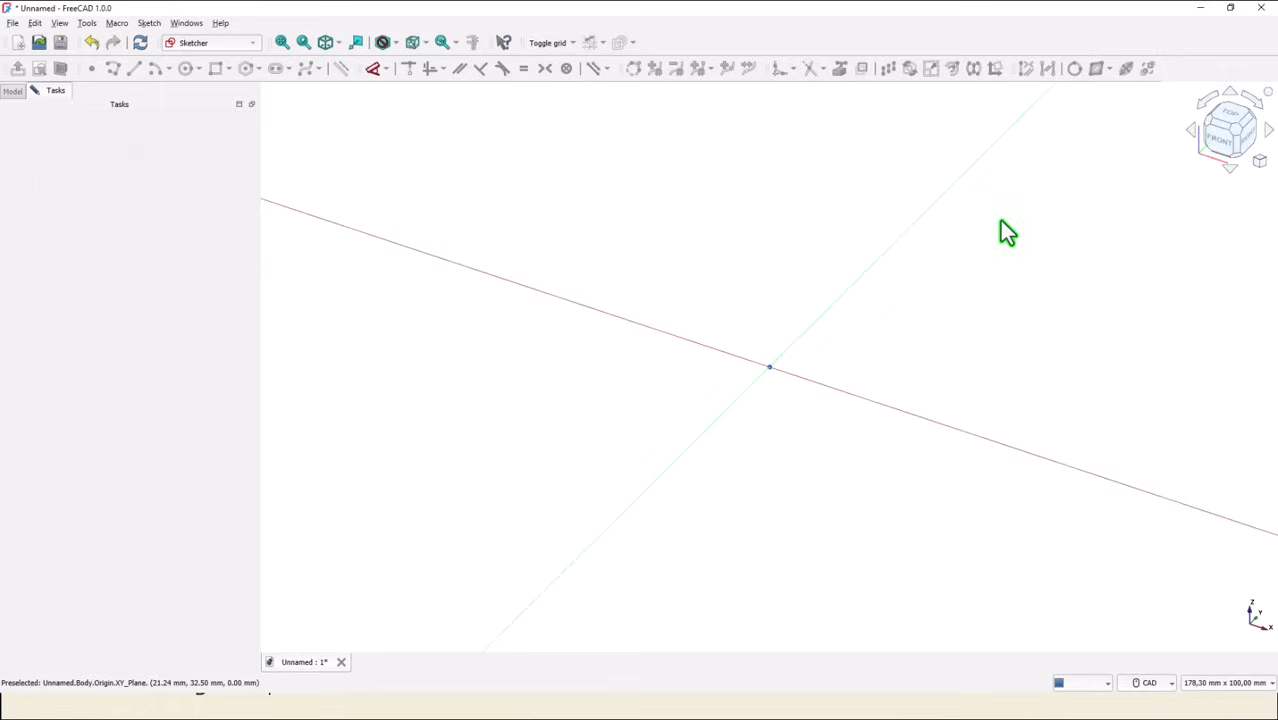 * Unnamed - FreeCAD 1.0.0
File Edit View Tools Macro Sketch Windows Help
Sketcher
Toggle grid
Model
Tasks
Tasks
TOP
FRONT
Z
Y
X
Unnamed : 1*
Preselected: Unnamed.Body.Origin.XY_Plane. (21.24 mm, 32.50 mm, 0.00 mm)
CAD
178,30 mm x 100,00 mm